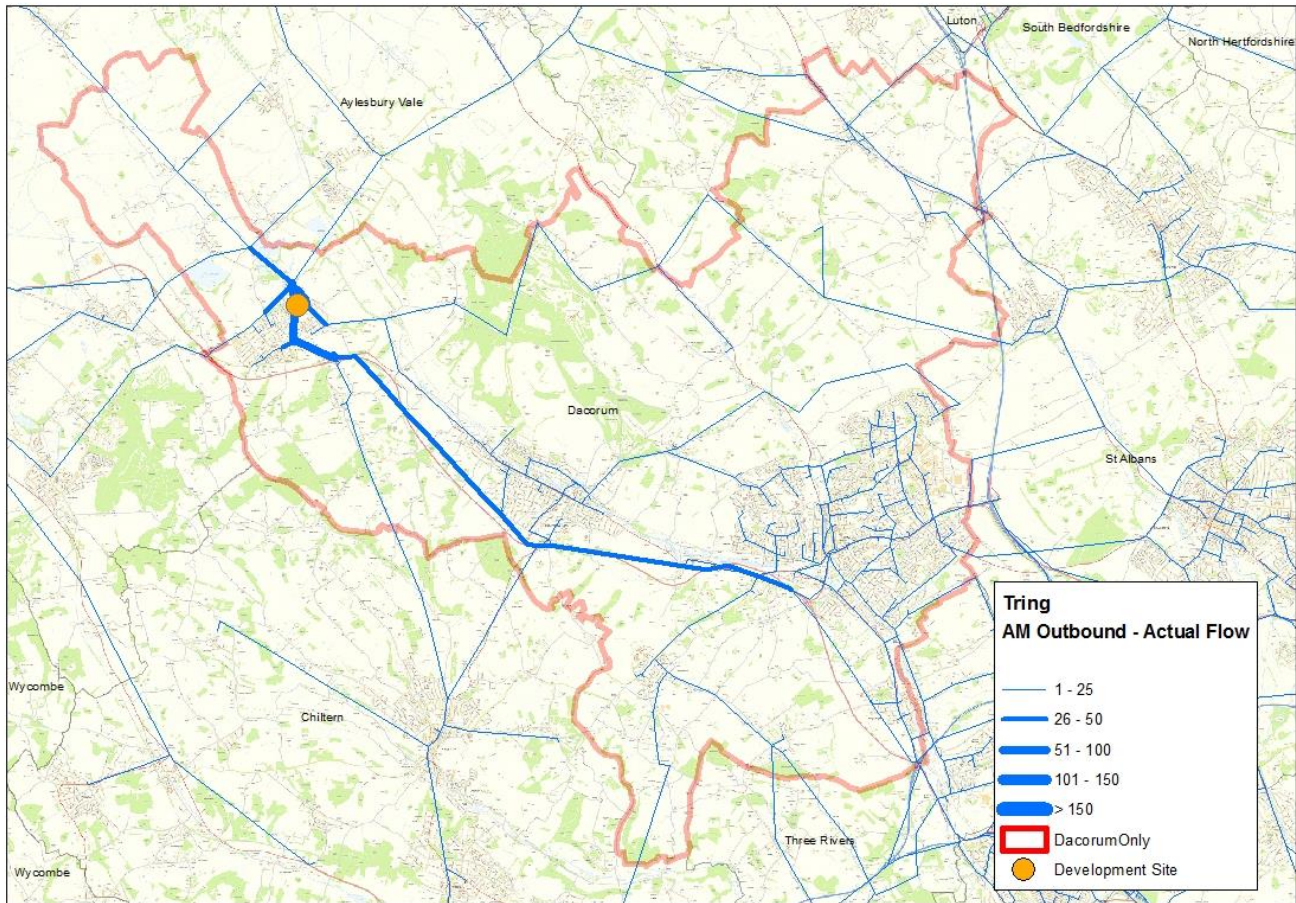 Luton
South Bedfordshire
North Hertfordshire
Aylesbury Vale
Dacorum
St Albans
Wycombe
Chiltern
Three Rivers
Wycombe
Tring
AM Outbound - Actual Flow
1 - 25
26 - 50
51 - 100
101 - 150
> 150
DacorumOnly
Development Site